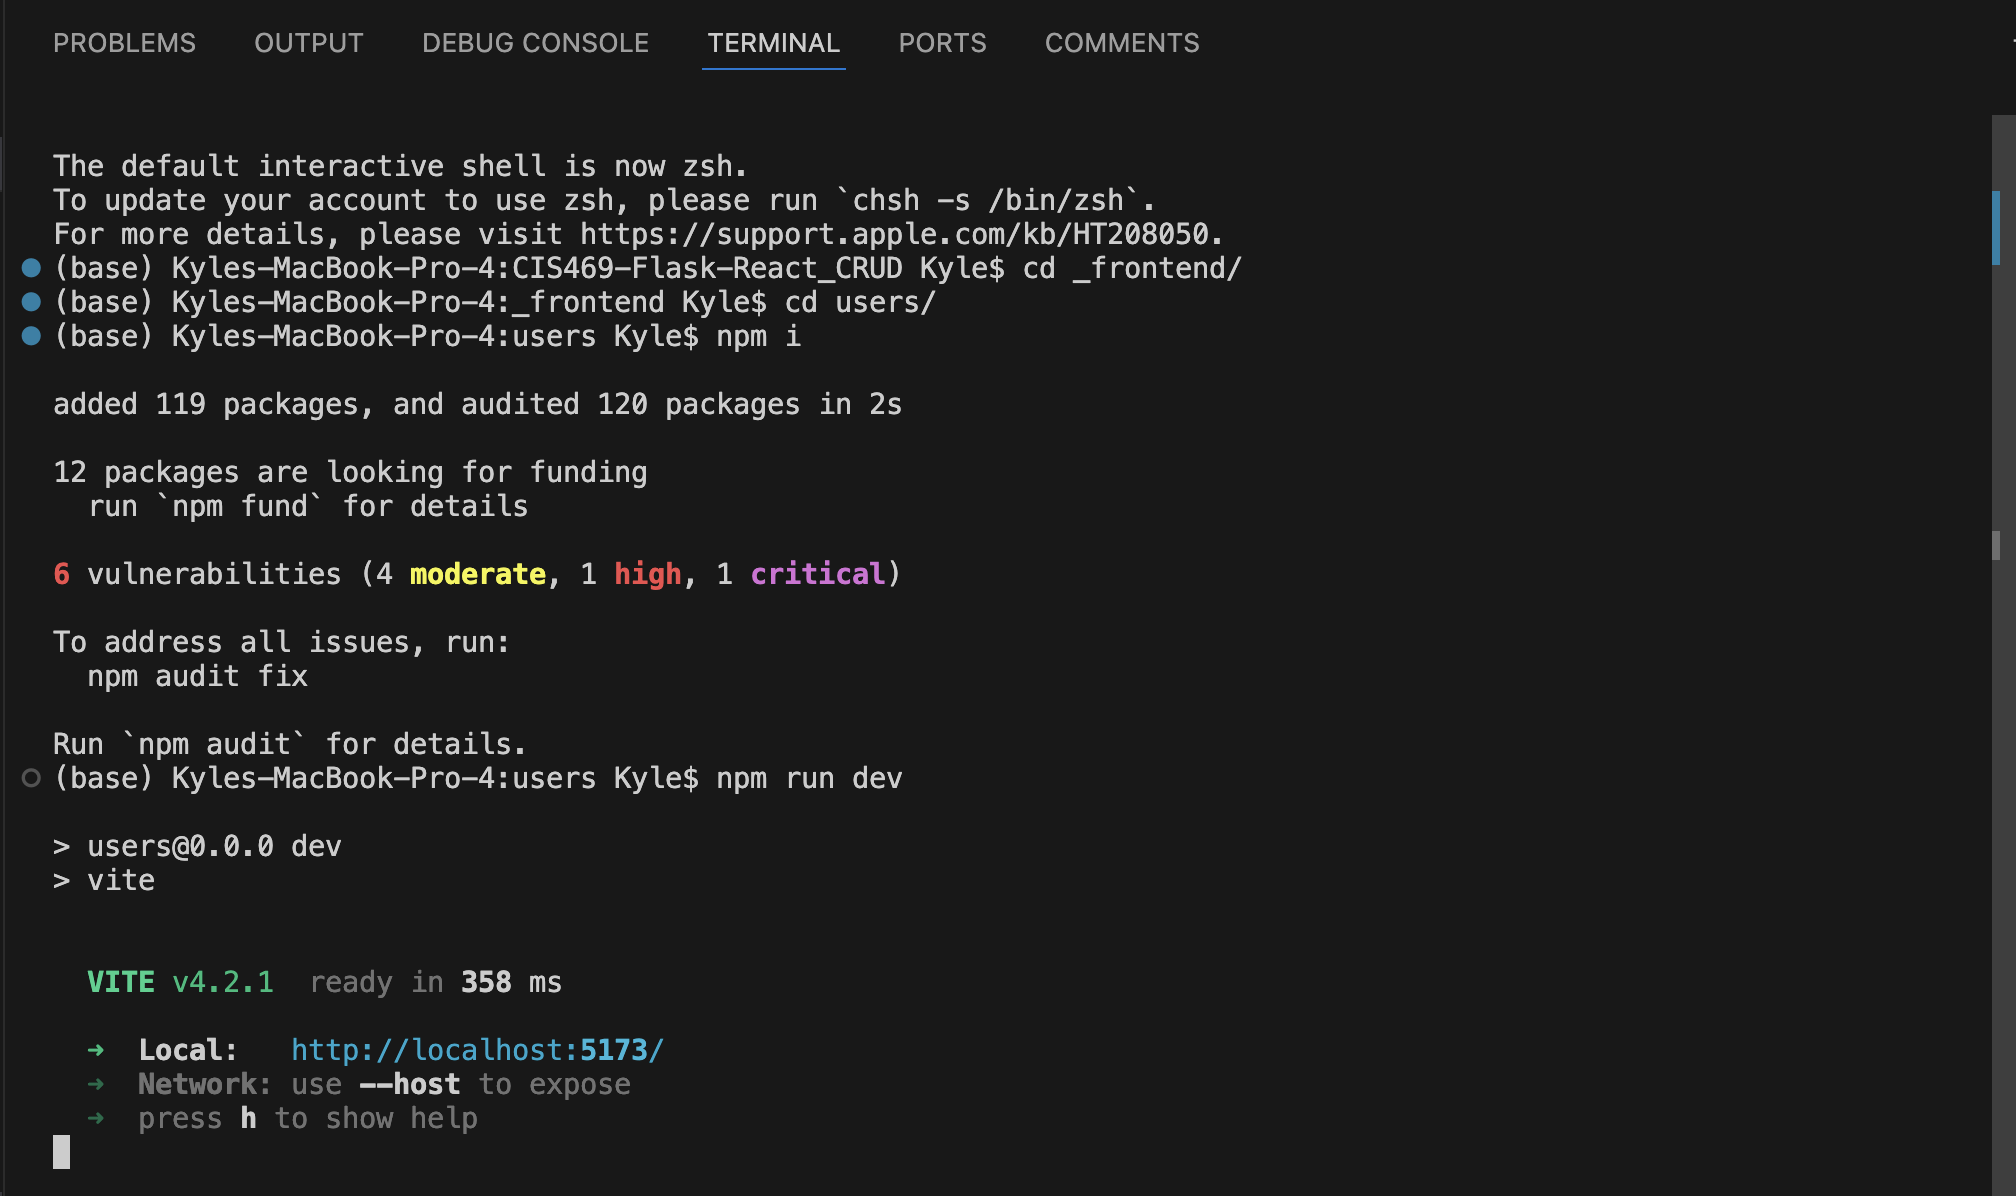 PROBLEMS OUTPUT DEBUG CONSOLE TERMINAL PORTS COMMENTS
The default interactive shell is now zsh.
To update your account to use zsh, please run `chsh -s /bin/zsh`.
For more details, please visit https://support.apple.com/kb/HT208050.
(base) Kyles-MacBook-Pro-4:CIS469-Flask-React_CRUD Kyle$ cd _frontend/
(base) Kyles-MacBook-Pro-4:_frontend Kyle$ cd users/
(base) Kyles-MacBook-Pro-4:users Kyle$ npm i
added 119 packages, and audited 120 packages in 2s
12 packages are looking for funding
  run `npm fund` for details
6 vulnerabilities (4 moderate, 1 high, 1 critical)
To address all issues, run:
  npm audit fix
Run `npm audit` for details.
(base) Kyles-MacBook-Pro-4:users Kyle$ npm run dev
> users@0.0.0 dev
> vite
VITE v4.2.1  ready in 358 ms
➜  Local:   http://localhost:5173/
➜  Network: use --host to expose
➜  press h to show help